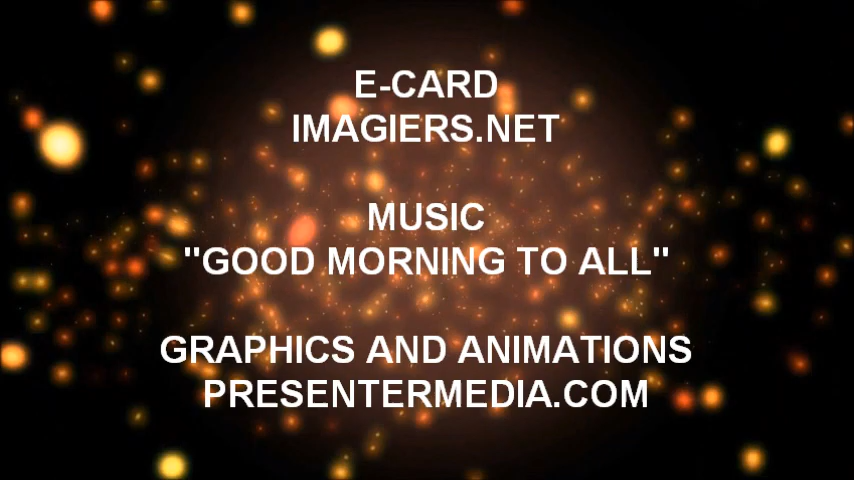 E-CARD
IMAGIERS.NET
MUSIC
"GOOD MORNING TO ALL"
GRAPHICS AND ANIMATIONS
PRESENTERMEDIA.COM